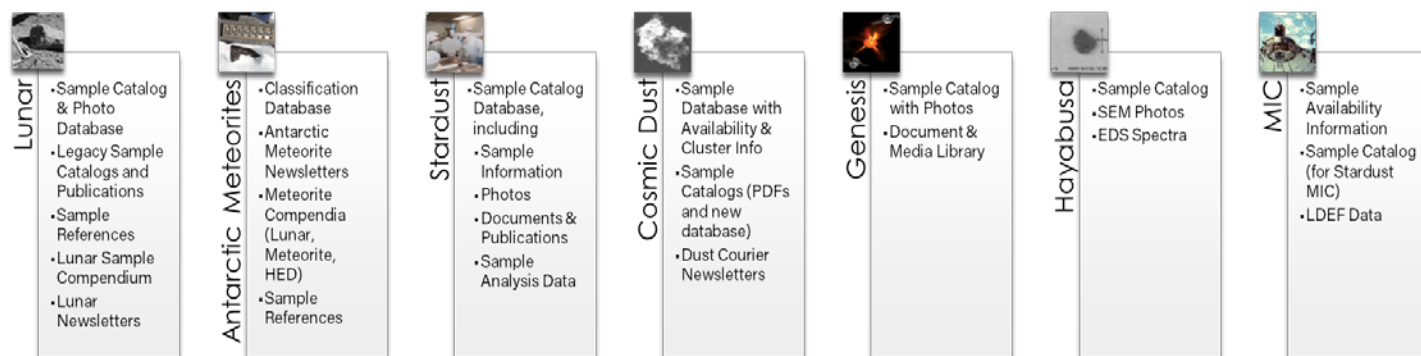 Lunar
▪Sample Catalog
& Photo
Database
▪Legacy Sample
Catalogs and
Publications
▪Sample
References
▪Lunar Sample
Compendium
▪Lunar
Newsletters
Antarctic Meteorites
▪Classification
Database
▪Antarctic
Meteorite
Newsletters
▪Meteorite
Compendia
(Lunar,
Meteorite,
HED)
▪Sample
References
Stardust
▪Sample Catalog
Database,
including
▪Sample
Information
▪Photos
▪Documents &
Publications
▪Sample
Analysis Data
Cosmic Dust
▪Sample
Database with
Availability &
Cluster Info
▪Sample
Catalogs (PDFs
and new
database)
▪Dust Courier
Newsletters
Genesis
▪Sample Catalog
with Photos
▪Document &
Media Library
Hayabusa
▪Sample Catalog
▪SEM Photos
▪EDS Spectra
MIC
▪Sample
Availability
Information
▪Sample Catalog
(for Stardust
MIC)
▪LDEF Data